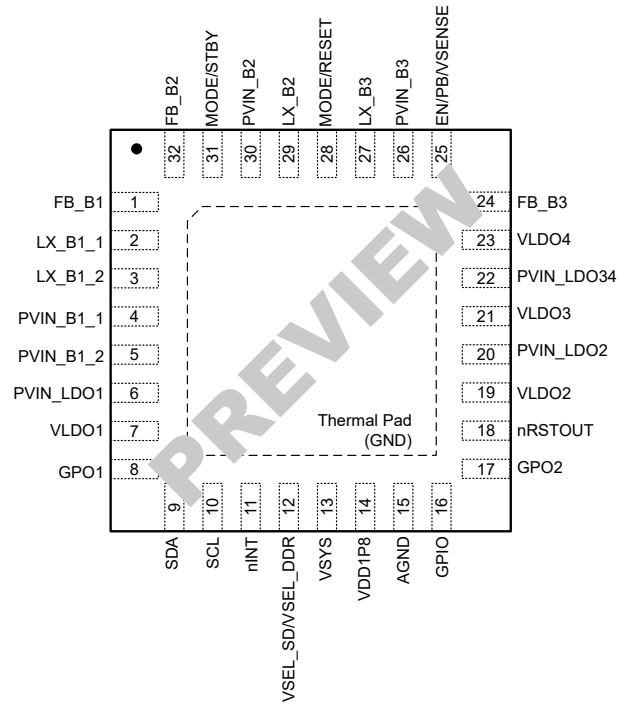 FB_B2
MODE/STBY
PVIN_B2
LX_B2
MODE/RESET
LX_B3
PVIN_B3
EN/PB/VSENSE
32
31
30
29
28
27
26
25
FB_B1 1
LX_B1_1 2
LX_B1_2 3
PVIN_B1_1 4
PVIN_B1_2 5
PVIN_LDO1 6
VLDO1 7
GPO1 8
24 FB_B3
23 VLDO4
22 PVIN_LDO34
21 VLDO3
20 PVIN_LDO2
19 VLDO2
18 nRSTOUT
17 GPO2
PREVIEW
Thermal Pad
(GND)
9
10
11
12
13
14
15
16
SDA
SCL
nINT
VSEL_SD/VSEL_DDR
VSYS
VDD1P8
AGND
GPIO